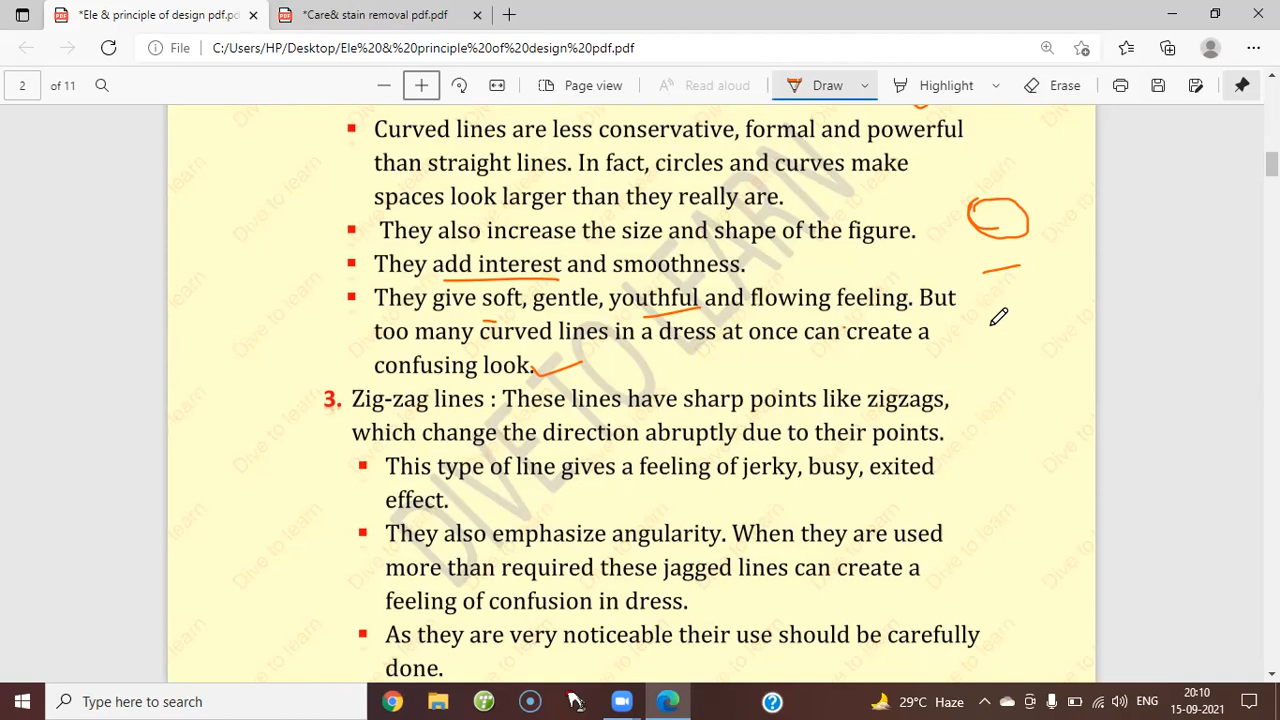 *Ele & principle of design pdf.pd
*Care& stain removal pdf.pdf
File C:/Users/HP/Desktop/Ele%20&%20principle%20of%20design%20pdf.pdf
2 of 11 Page view Read aloud Draw Highlight Erase
Curved lines are less conservative, formal and powerful
than straight lines. In fact, circles and curves make
spaces look larger than they really are.
They also increase the size and shape of the figure.
They add interest and smoothness.
They give soft, gentle, youthful and flowing feeling. But
too many curved lines in a dress at once can create a
confusing look.
3. Zig-zag lines : These lines have sharp points like zigzags,
which change the direction abruptly due to their points.
This type of line gives a feeling of jerky, busy, exited
effect.
They also emphasize angularity. When they are used
more than required these jagged lines can create a
feeling of confusion in dress.
As they are very noticeable their use should be carefully
done.
DIVE TO LEARN
Dive to learn
Type here to search
29°C Haze
ENG
20:10
15-09-2021